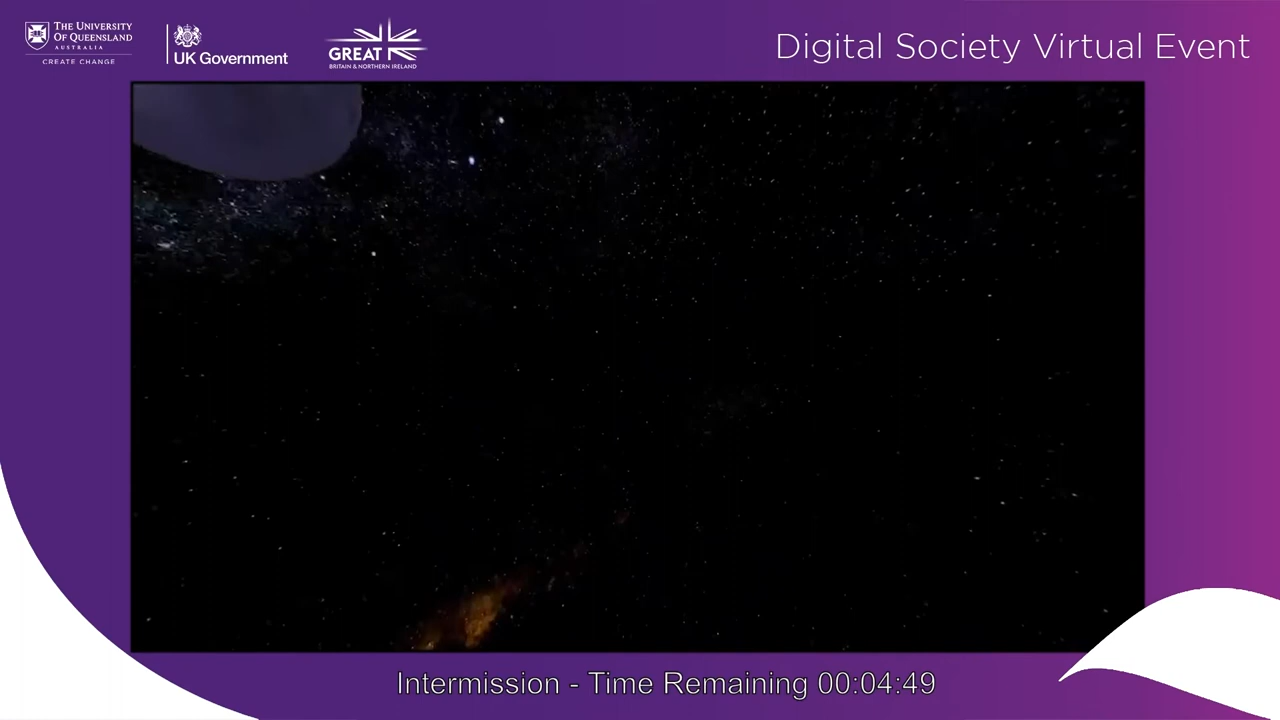 THE UNIVERSITY
OF QUEENSLAND
AUSTRALIA
CREATE CHANGE
UK Government
GREAT
BRITAIN & NORTHERN IRELAND
Digital Society Virtual Event
Intermission - Time Remaining 00:04:49